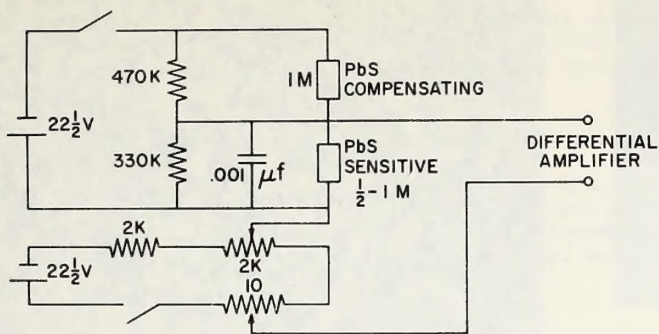 470K
1M
PbS
COMPENSATING
22½V
330K
.001 μf
PbS
SENSITIVE
½-1M
DIFFERENTIAL
AMPLIFIER
2K
22½V
2K
10